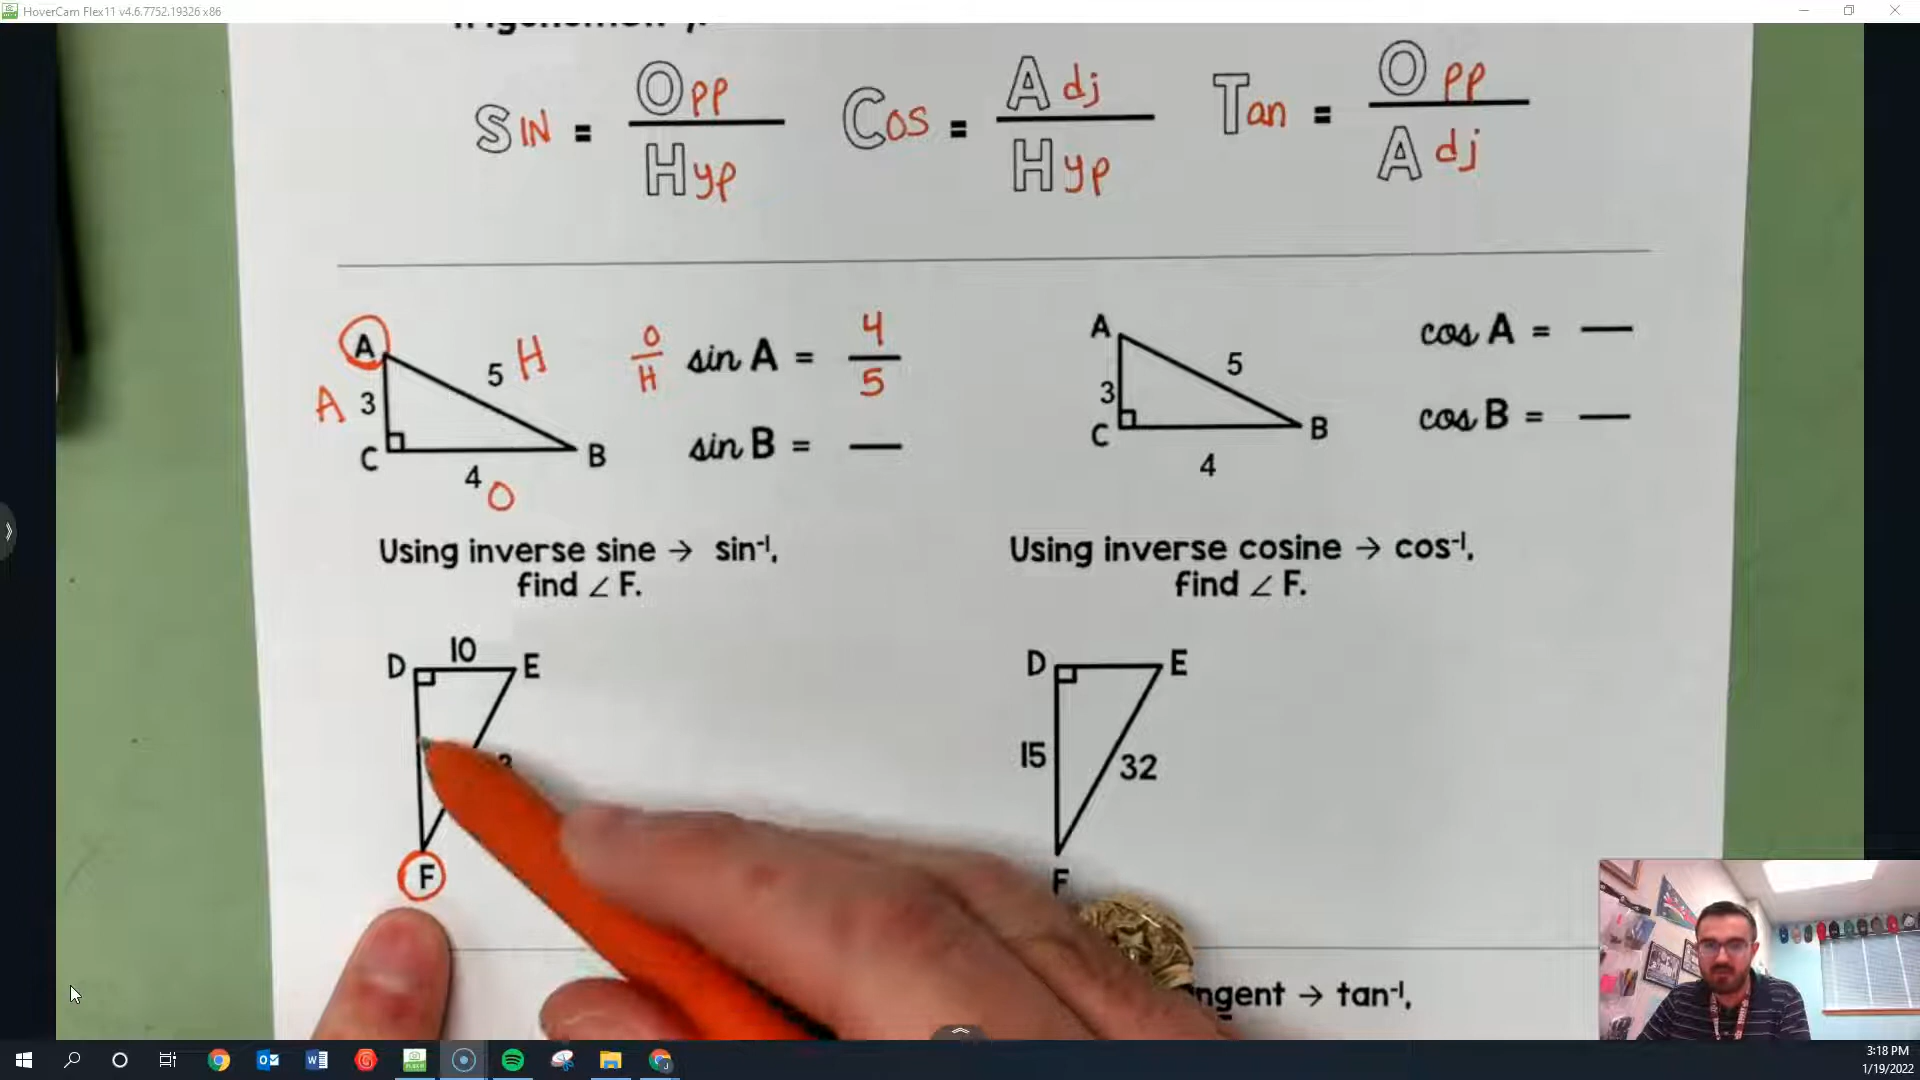 HoverCam Flex11 v4.6.7752.19326 x86
SIN = Opp / Hyp Cos = Adj / Hyp Tan = Opp / Adj
A 5 H O/H sin A = 4/5
A 3
C 4 O B sin B =
A 5 cos A =
3
C 4 B cos B =
Using inverse sine → sin⁻¹,
find ∠ F.
Using inverse cosine → cos⁻¹,
find ∠ F.
D 10 E
F
D E
15 32
F
→ tan⁻¹,
3:18 PM
1/19/2022